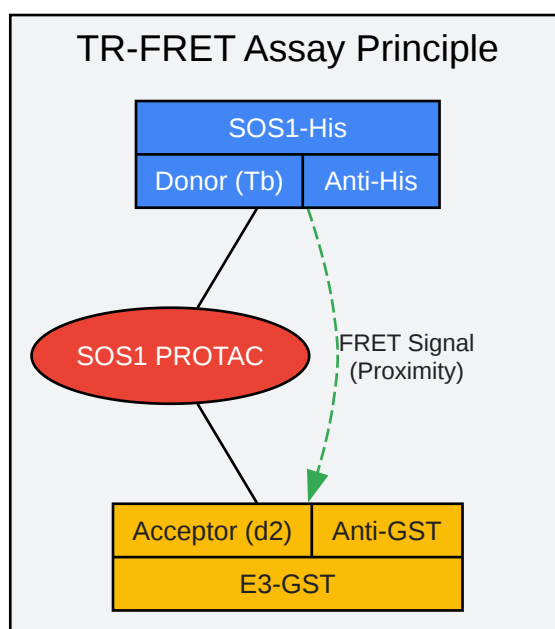 TR-FRET Assay Principle
SOS1-His
Donor (Tb)
Anti-His
SOS1 PROTAC
FRET Signal
(Proximity)
Acceptor (d2)
Anti-GST
E3-GST